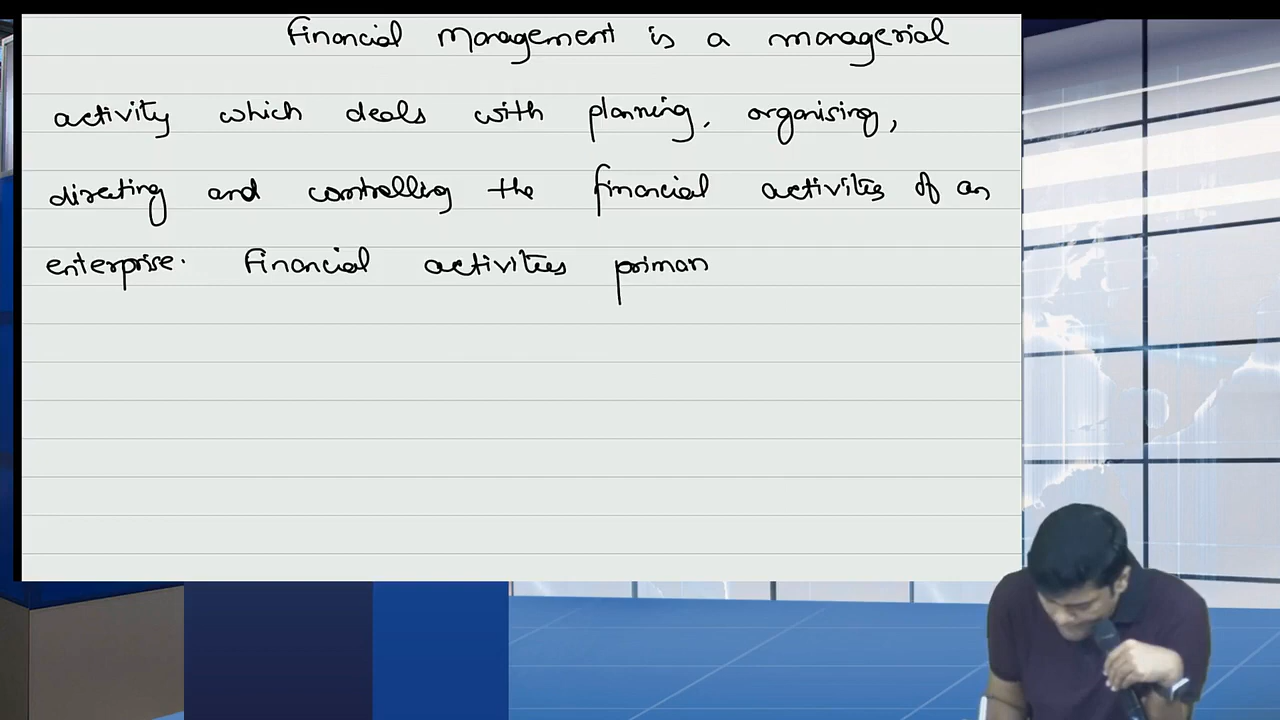 Financial Management is a managerial
activity which deals with planning, organising,
directing and controlling the financial activities of an
enterprise. Financial activities